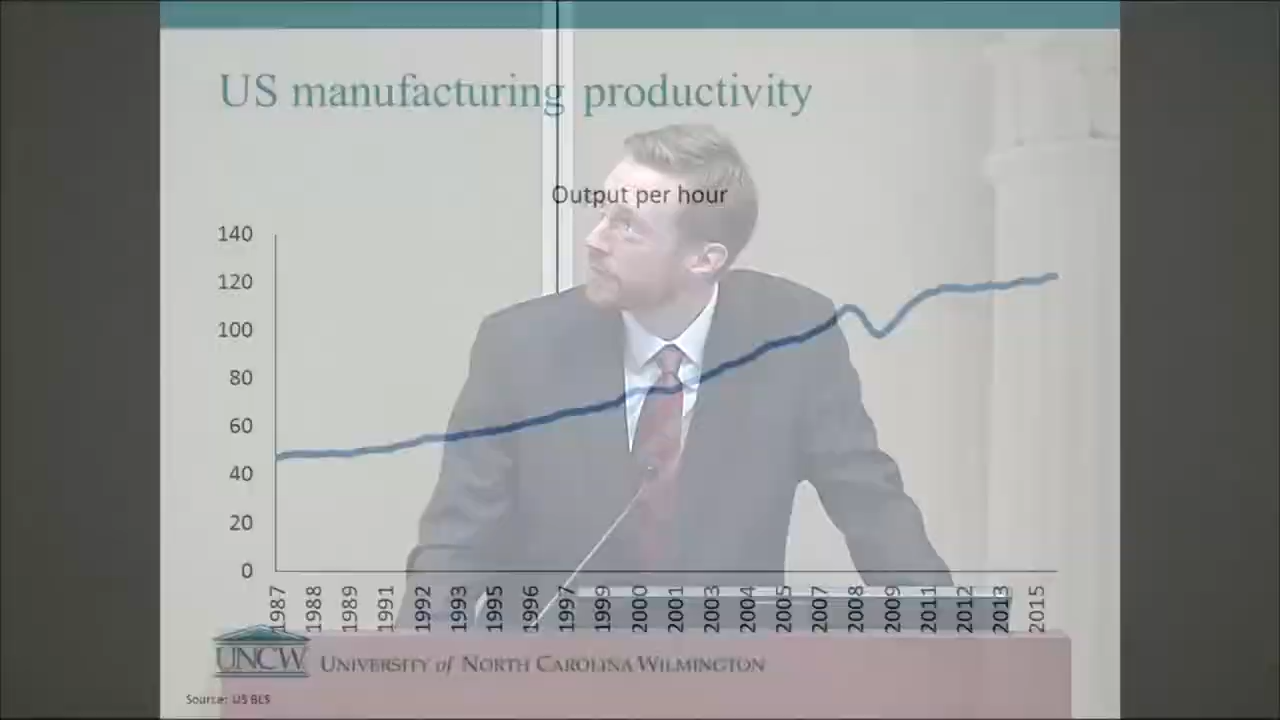 US manufacturing productivity
Output per hour
140
120
100
80
60
40
20
0
1987 1988 1989 1991 1992 1993 1995 1996 1997 1999 2000 2001 2003 2004 2005 2007 2008 2009 2011 2012 2013 2015
UNCW UNIVERSITY of NORTH CAROLINA WILMINGTON
Source: US BLS